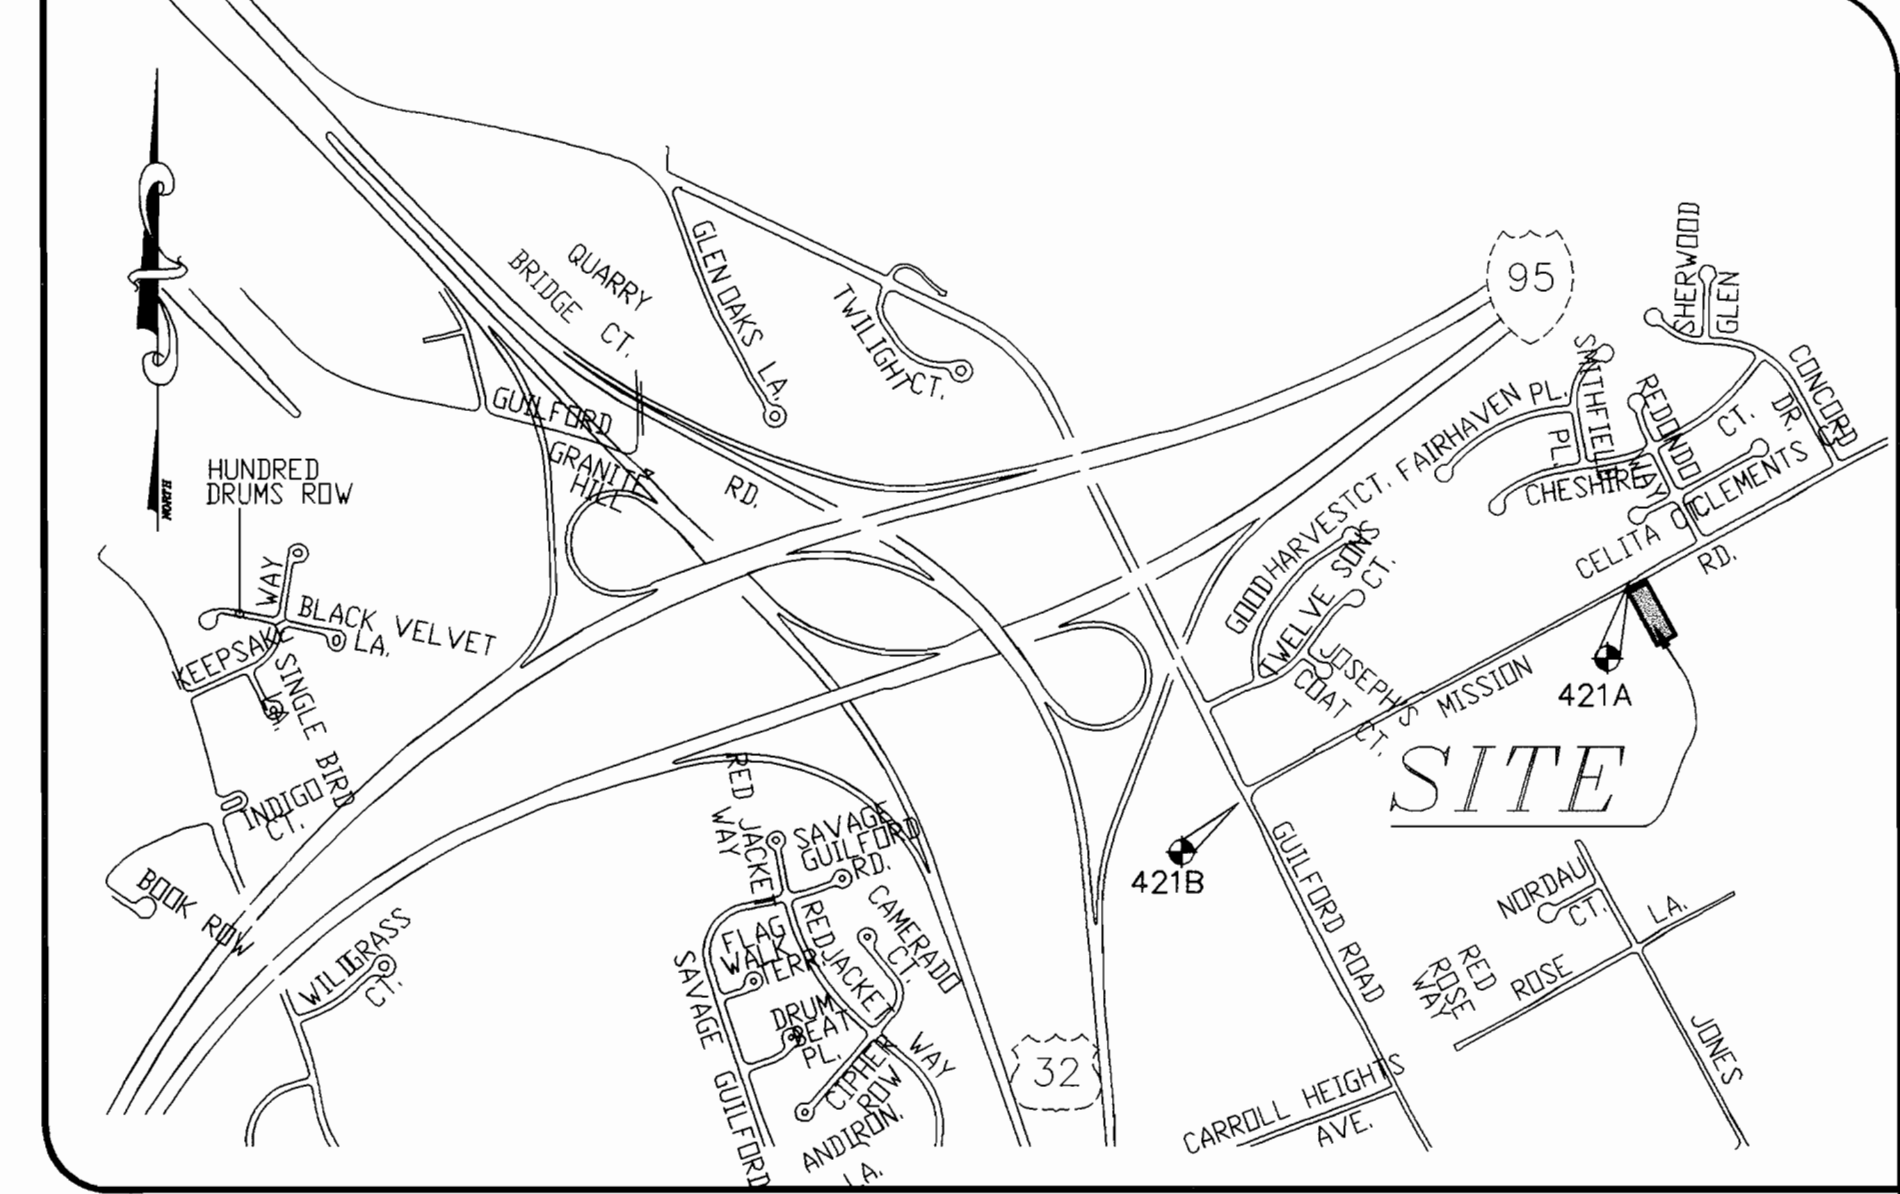 SHERWOOD
GLEN
95
QUARRY
BRIDGE CT.
GLEN OAKS LA.
TWILIGHT CT.
SMITHFIELD
PL.
CONCORD
DR.
REDONDO
WAY
CT.
FAIRHAVEN PL.
GUILFORD
RD.
GRANITE
HILL
HUNDRED
DRUMS ROW
NORTH
CHESHIRE
CLEMENTS
CT.
CELITA
RD.
GOOD HARVEST CT.
TWELVE SONS
CT.
WAY
BLACK VELVET
LA.
KEEPSAKE
LA.
SINGLE BIRD
JOSEPHS
COAT CT.
MISSION
421A
SITE
INDIGO
CT.
RED JACKET
WAY
SAVAGE
GUILFORD
RD.
421B
BOOK ROW
GUILFORD ROAD
NORDAU
CT.
LA.
CAMERADO
CT.
FLAG
WALK
TERR.
RED JACKET
WAY
WILDGRASS
CT.
SAVAGE GUILFORD
RED
ROSE
WAY
ROSE
DRUM
BEAT
PL.
JONES
32
CIPHER
ROW
CARROLL HEIGHTS
AVE.
ANDIRON
LA.